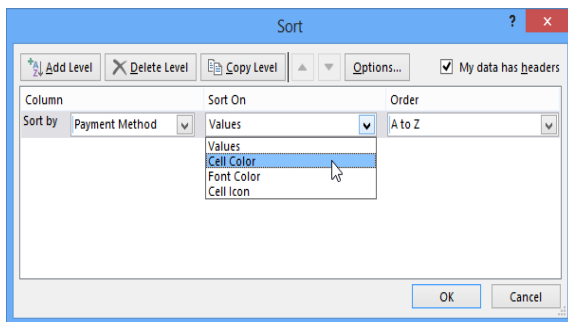 Sort
? x
Add Level Delete Level Copy Level Options... My data has headers
Column Sort On Order
Sort by Payment Method Values A to Z
Values
Cell Color
Font Color
Cell Icon
OK Cancel